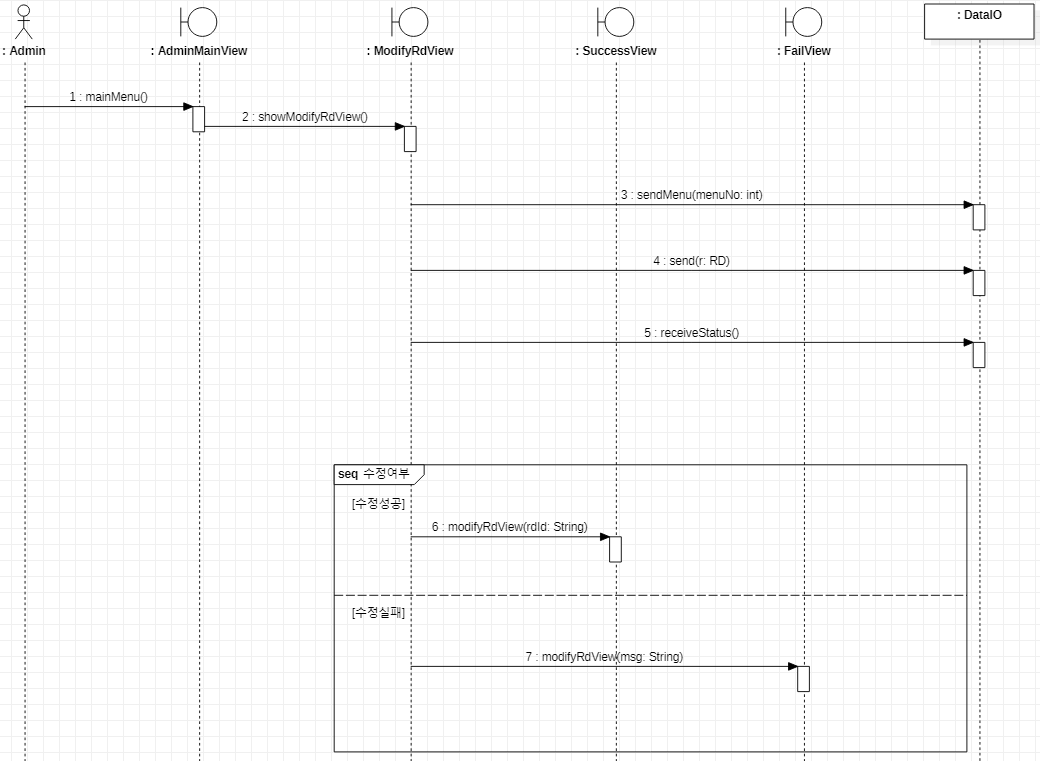 : Admin
: AdminMainView
: ModifyRdView
: SuccessView
: FailView
: DataIO
1 : mainMenu()
2 : showModifyRdView()
3 : sendMenu(menuNo: int)
4 : send(r: RD)
5 : receiveStatus()
seq 수정여부
[수정성공]
6 : modifyRdView(rdId: String)
[수정실패]
7 : modifyRdView(msg: String)